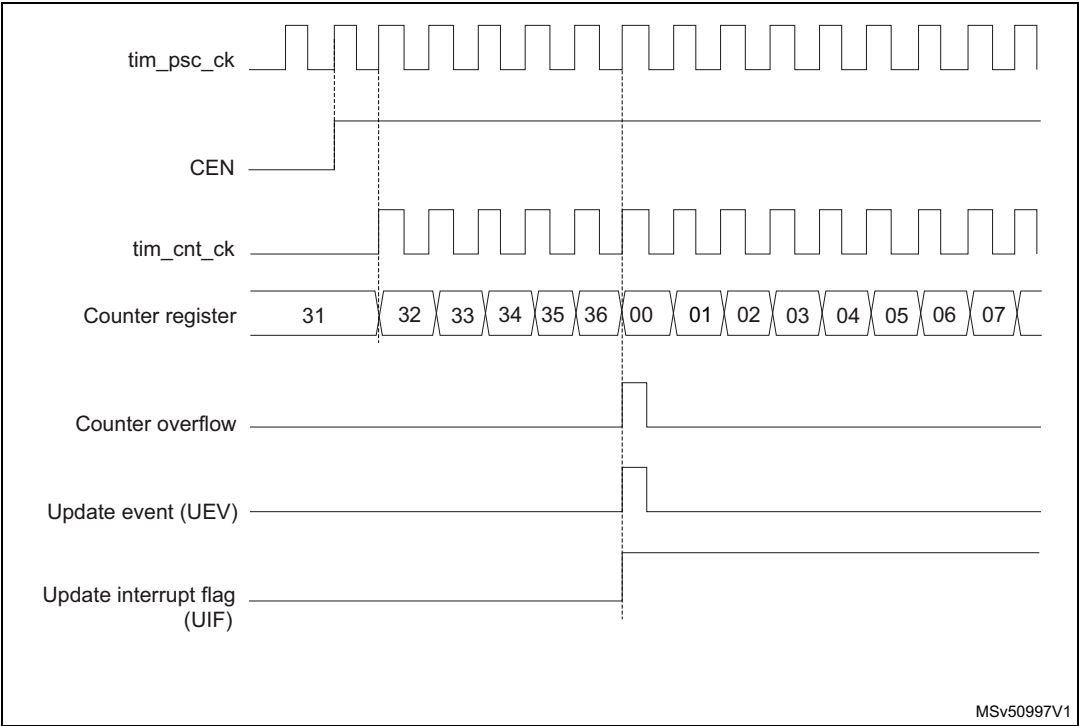 tim_psc_ck
CEN
tim_cnt_ck
Counter register 31 32 33 34 35 36 00 01 02 03 04 05 06 07
Counter overflow
Update event (UEV)
Update interrupt flag
(UIF)
MSv50997V1